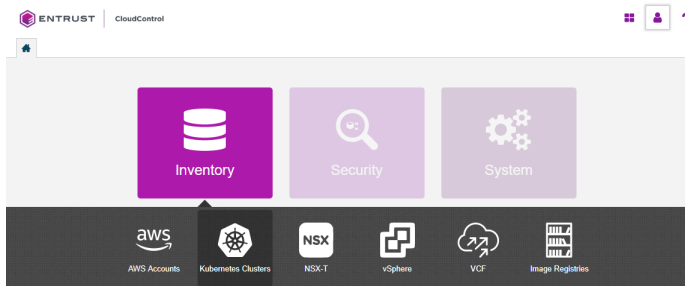 ENTRUST CloudControl
Inventory Security System
aws NSX
AWS Accounts Kubernetes Clusters NSX-T vSphere VCF Image Registries